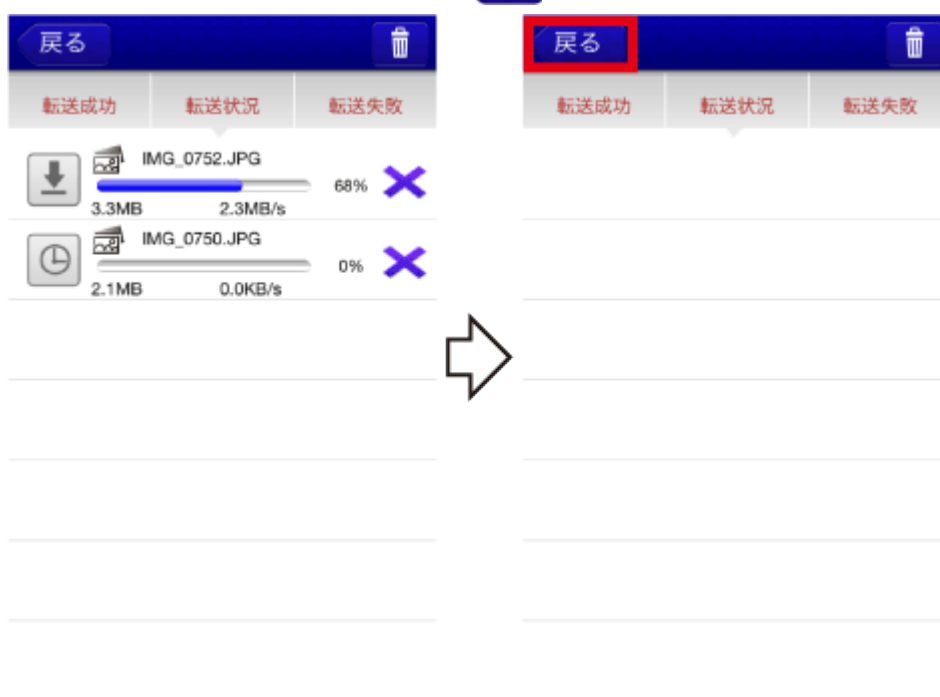 戻る
転送成功 転送状況 転送失敗
IMG_0752.JPG
68%
3.3MB 2.3MB/s
IMG_0750.JPG
0%
2.1MB 0.0KB/s
戻る
転送成功 転送状況 転送失敗